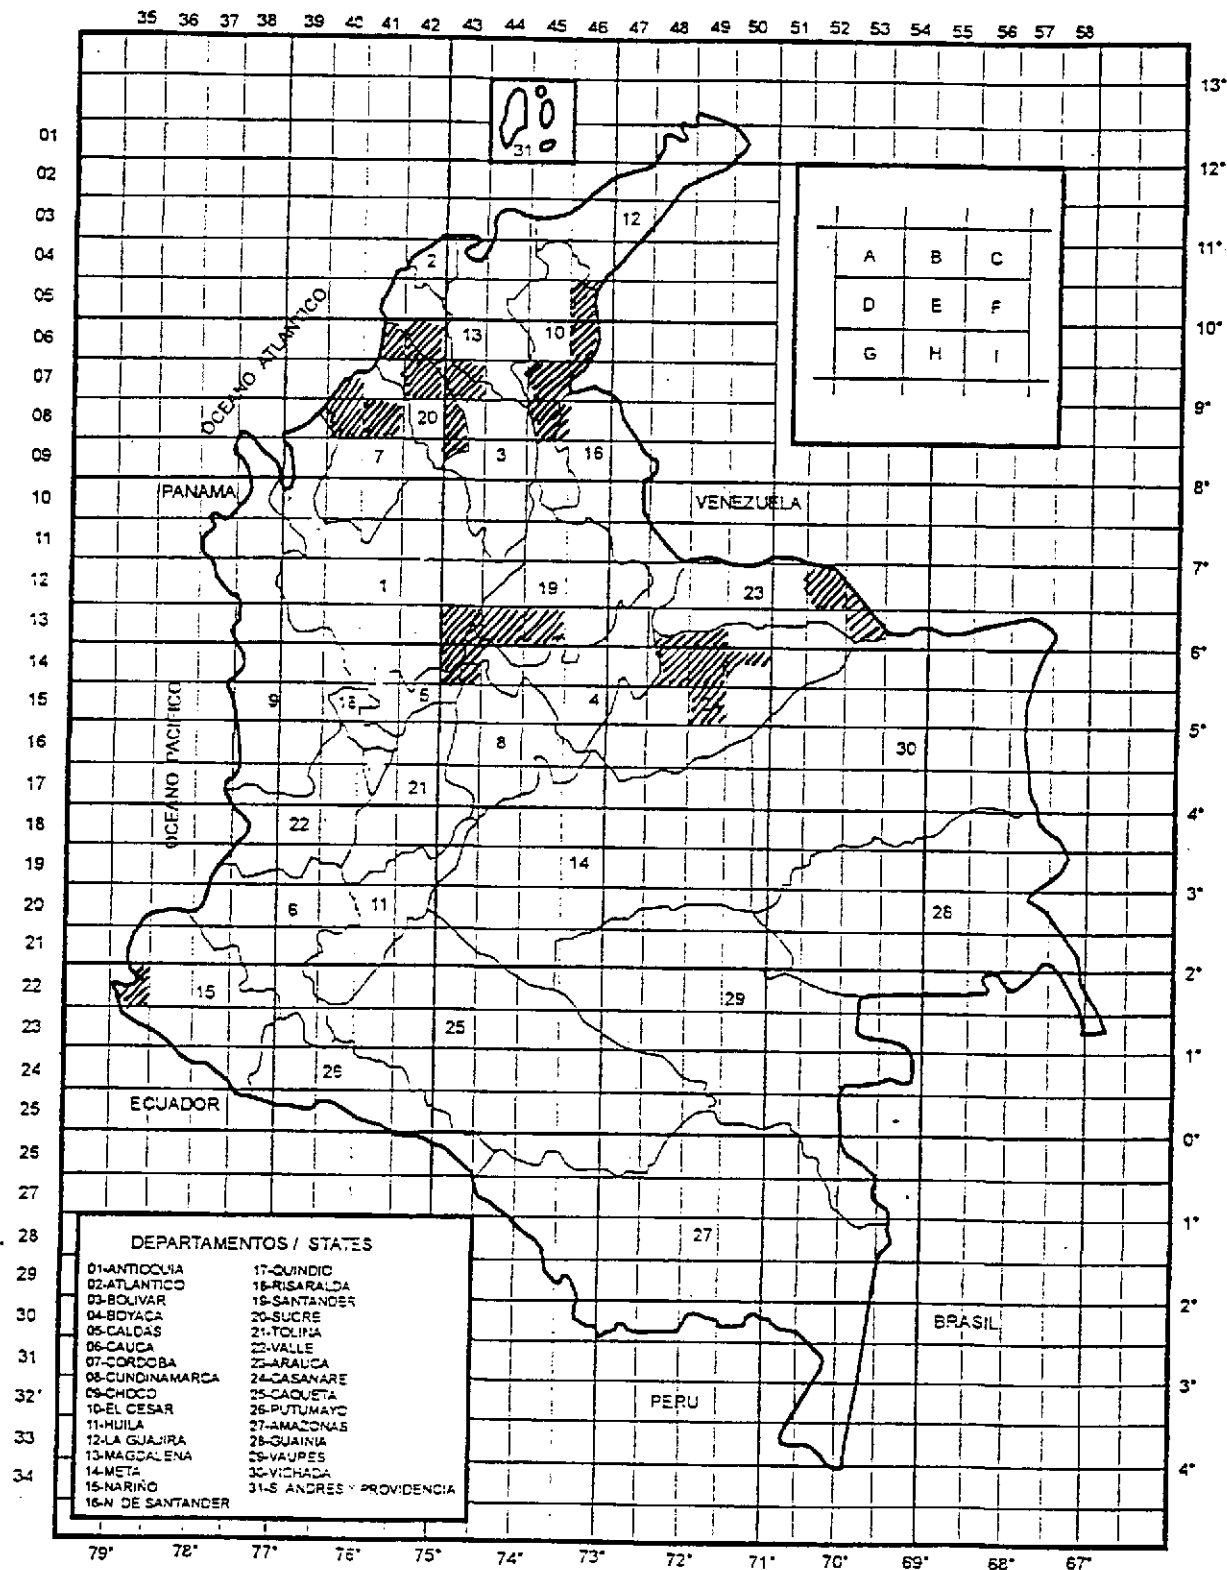 35 36 37 38 39 40 41 42 43 44 45 46 47 48 49 50 51 52 53 54 55 56 57 58
13°
01
31
02
12°
03
12
04
2
A B C
11°
05
D E F
OCEANO ATLANTICO
06
13
10
10°
G H I
07
08
20
9°
09
7
3
16
PANAMA
10
VENEZUELA
8°
11
12
1
19
23
7°
13
14
6°
15
9
18
5
4
OCEANO PACIFICO
16
8
30
5°
17
21
18
22
4°
19
14
20
6
11
28
3°
21
22
15
29
2°
23
25
24
26
1°
ECUADOR
25
25
0°
27
28
27
1°
29
30
2°
BRASIL
31
32°
PERU
3°
33
34
4°
DEPARTAMENTOS / STATES
01-ANTIOQUIA
02-ATLANTICO
03-BOLIVAR
04-BOYACA
05-CALDAS
06-CAUCA
07-CORDOBA
08-CUNDINAMARCA
09-CHOCO
10-EL CESAR
11-HUILA
12-LA GUAJIRA
13-MAGDALENA
14-META
15-NARIÑO
16-N DE SANTANDER
17-QUINDIO
18-RISARALDA
19-SANTANDER
20-SUCRE
21-TOLINA
22-VALLE
23-ARAUCA
24-CASANARE
25-CAQUETA
26-PUTUMAYO
27-AMAZONAS
28-GUAINIA
29-VAUPES
30-VICHADA
31-S ANDRES Y PROVIDENCIA
79° 78° 77° 76° 75° 74° 73° 72° 71° 70° 69° 68° 67°